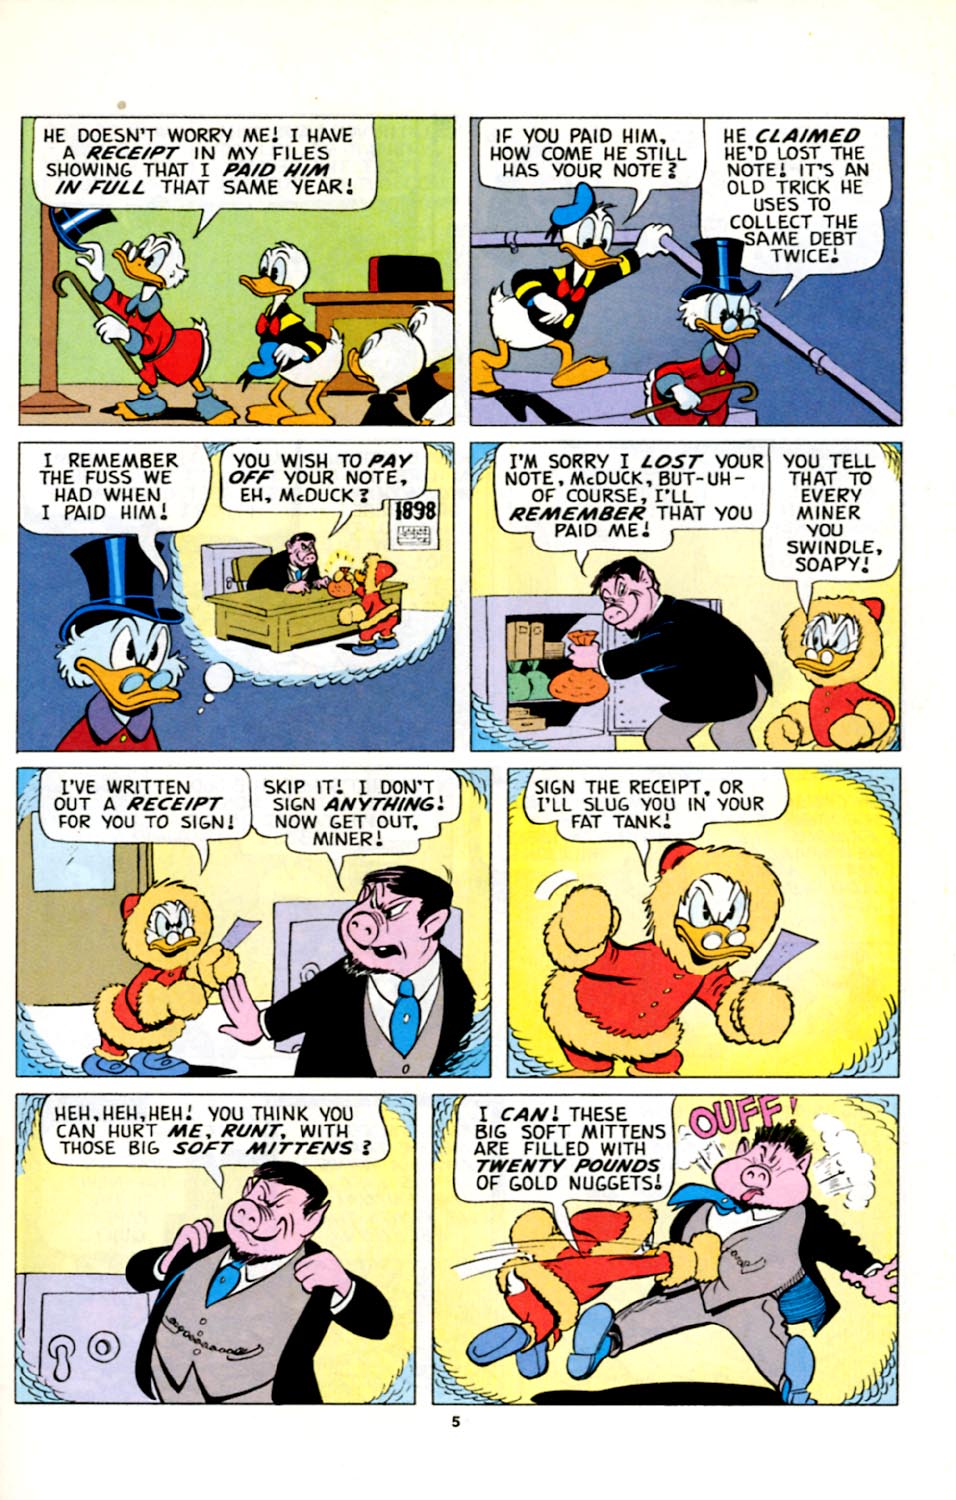 HE DOESN'T WORRY ME! I HAVE
A RECEIPT IN MY FILES
SHOWING THAT I PAID HIM
IN FULL THAT SAME YEAR!
IF YOU PAID HIM,
HOW COME HE STILL
HAS YOUR NOTE?
HE CLAIMED
HE'D LOST THE
NOTE! IT'S AN
OLD TRICK HE
USES TO
COLLECT THE
SAME DEBT
TWICE!
I REMEMBER
THE FUSS WE
HAD WHEN
I PAID HIM!
YOU WISH TO PAY
OFF YOUR NOTE,
EH, McDUCK?
1898
I'M SORRY I LOST YOUR
NOTE, McDUCK, BUT-UH-
OF COURSE, I'LL
REMEMBER THAT YOU
PAID ME!
YOU TELL
THAT TO
EVERY
MINER
YOU
SWINDLE,
SOAPY!
I'VE WRITTEN
OUT A RECEIPT
FOR YOU TO SIGN!
SKIP IT! I DON'T
SIGN ANYTHING!
NOW GET OUT,
MINER!
SIGN THE RECEIPT, OR
I'LL SLUG YOU IN YOUR
FAT TANK!
HEH, HEH, HEH! YOU THINK YOU
CAN HURT ME, RUNT, WITH
THOSE BIG SOFT MITTENS?
I CAN! THESE
BIG SOFT MITTENS
ARE FILLED WITH
TWENTY POUNDS
OF GOLD NUGGETS!
OUFF!
5